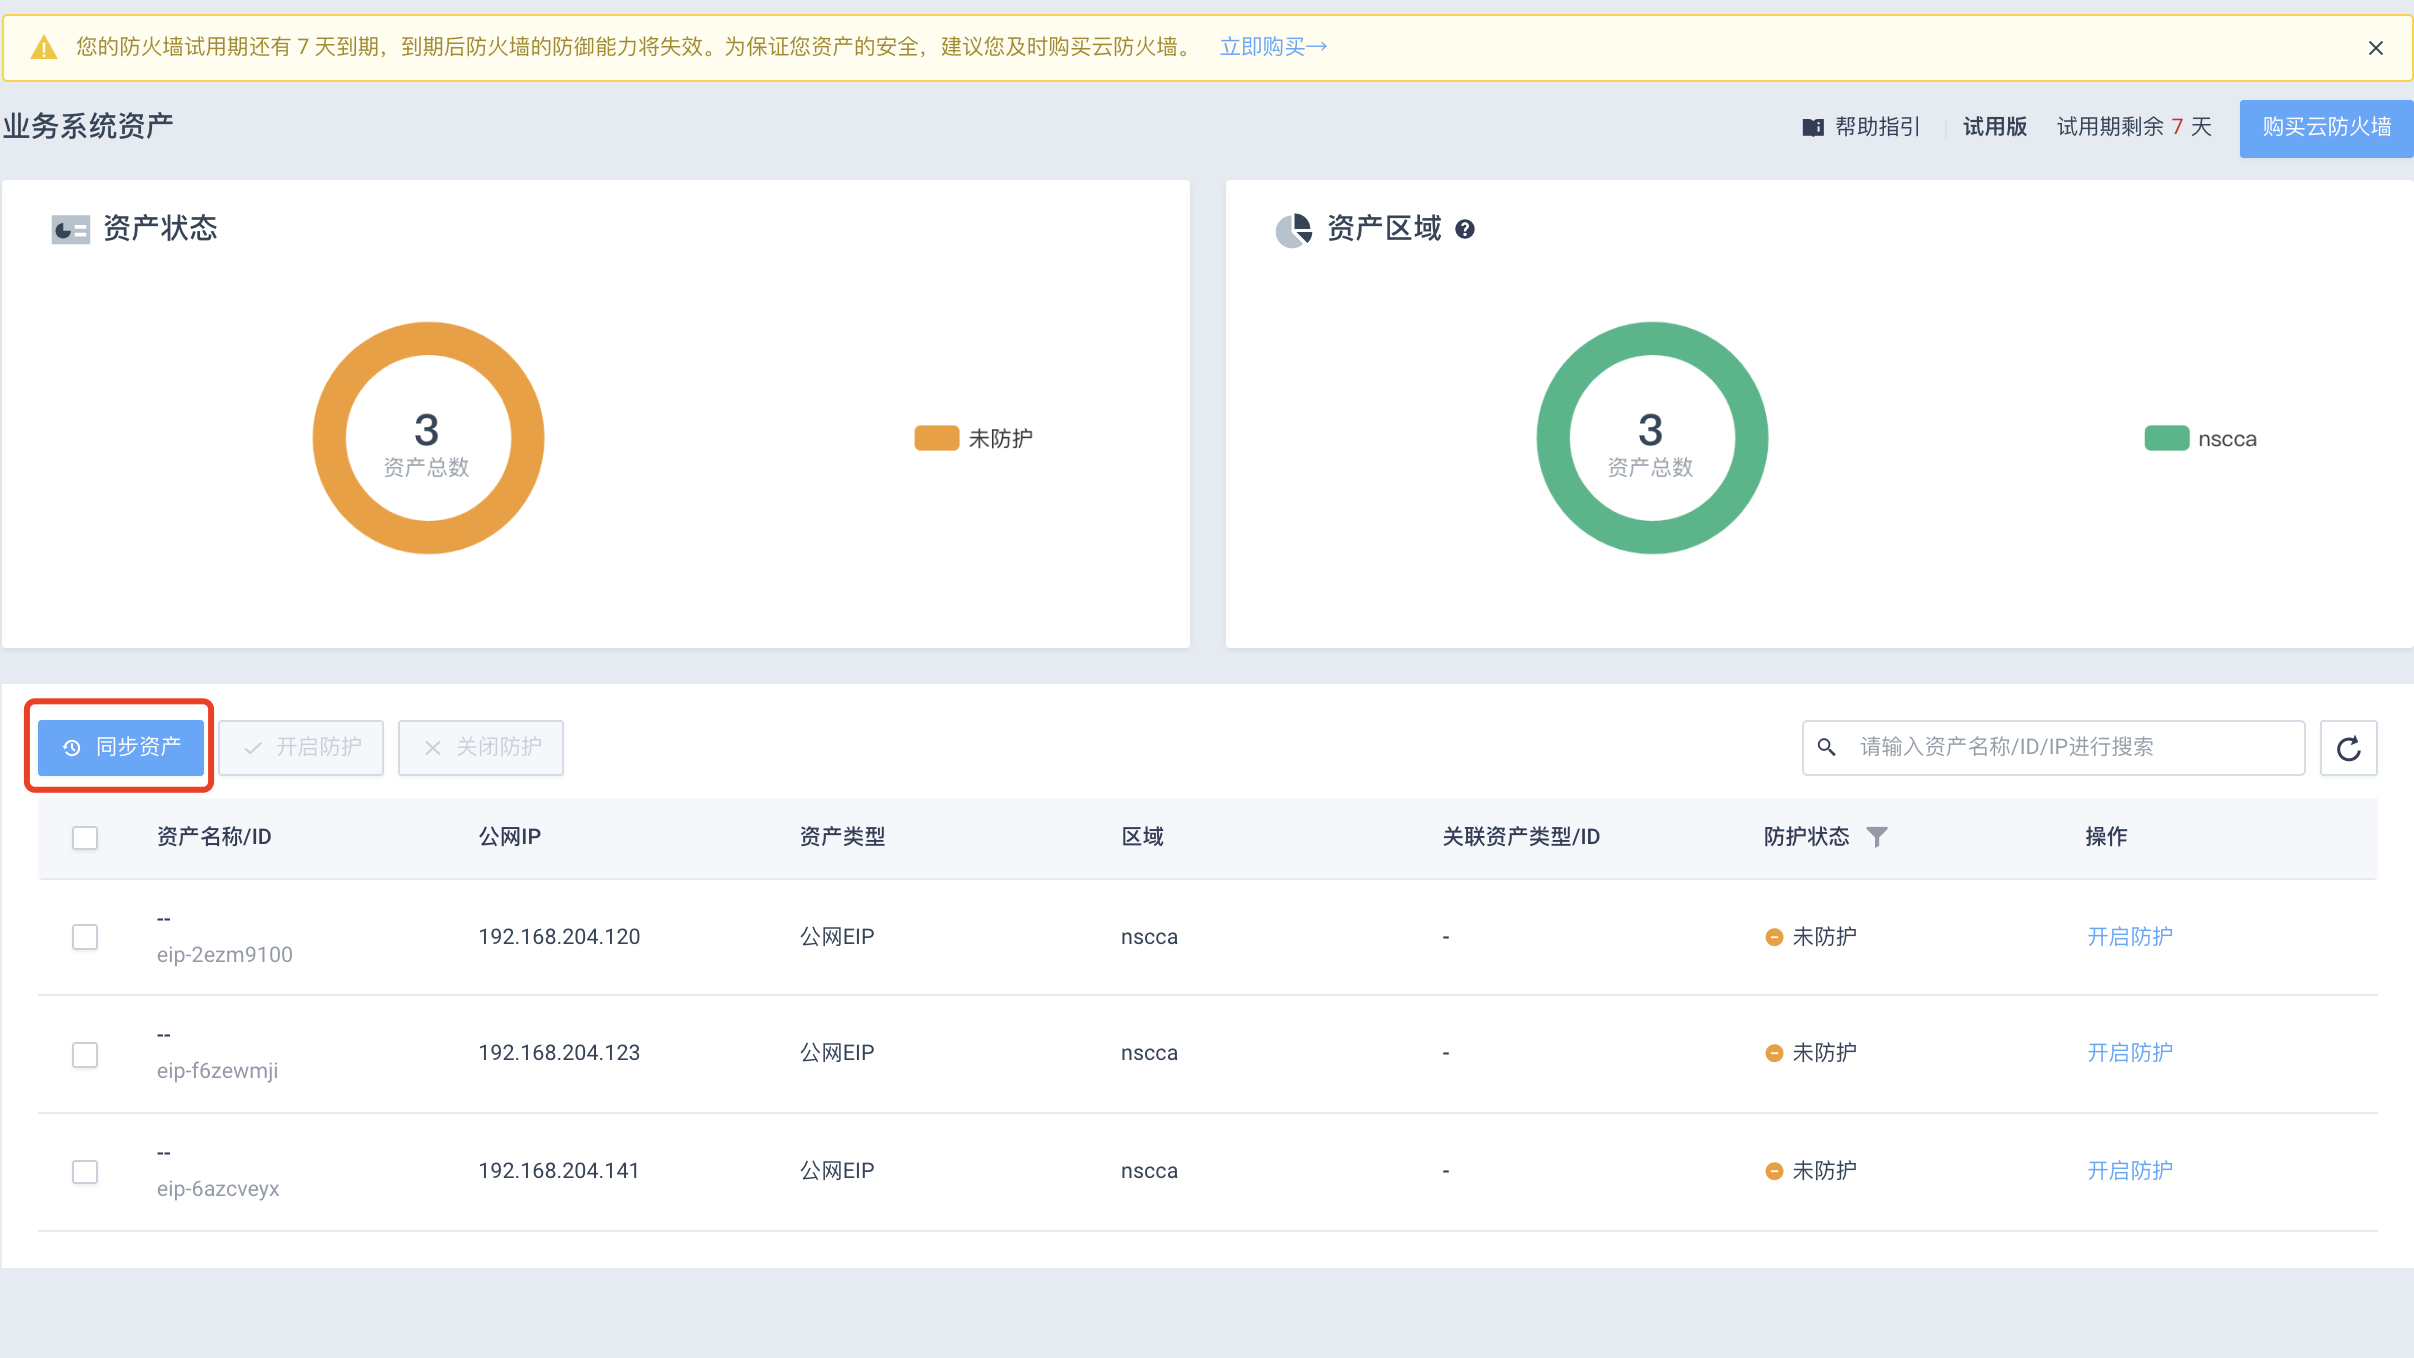 您的防火墙试用期还有 7 天到期，到期后防火墙的防御能力将失效。为保证您资产的安全，建议您及时购买云防火墙。 立即购买→
业务系统资产
帮助指引 试用版 试用期剩余 7 天 购买云防火墙
资产状态
3
资产总数
未防护
资产区域
3
资产总数
nscca
同步资产 开启防护 关闭防护 请输入资产名称/ID/IP进行搜索
资产名称/ID 公网IP 资产类型 区域 关联资产类型/ID 防护状态 操作
--
eip-2ezm9100 192.168.204.120 公网EIP nscca - 未防护 开启防护
--
eip-f6zewmji 192.168.204.123 公网EIP nscca - 未防护 开启防护
--
eip-6azcveyx 192.168.204.141 公网EIP nscca - 未防护 开启防护